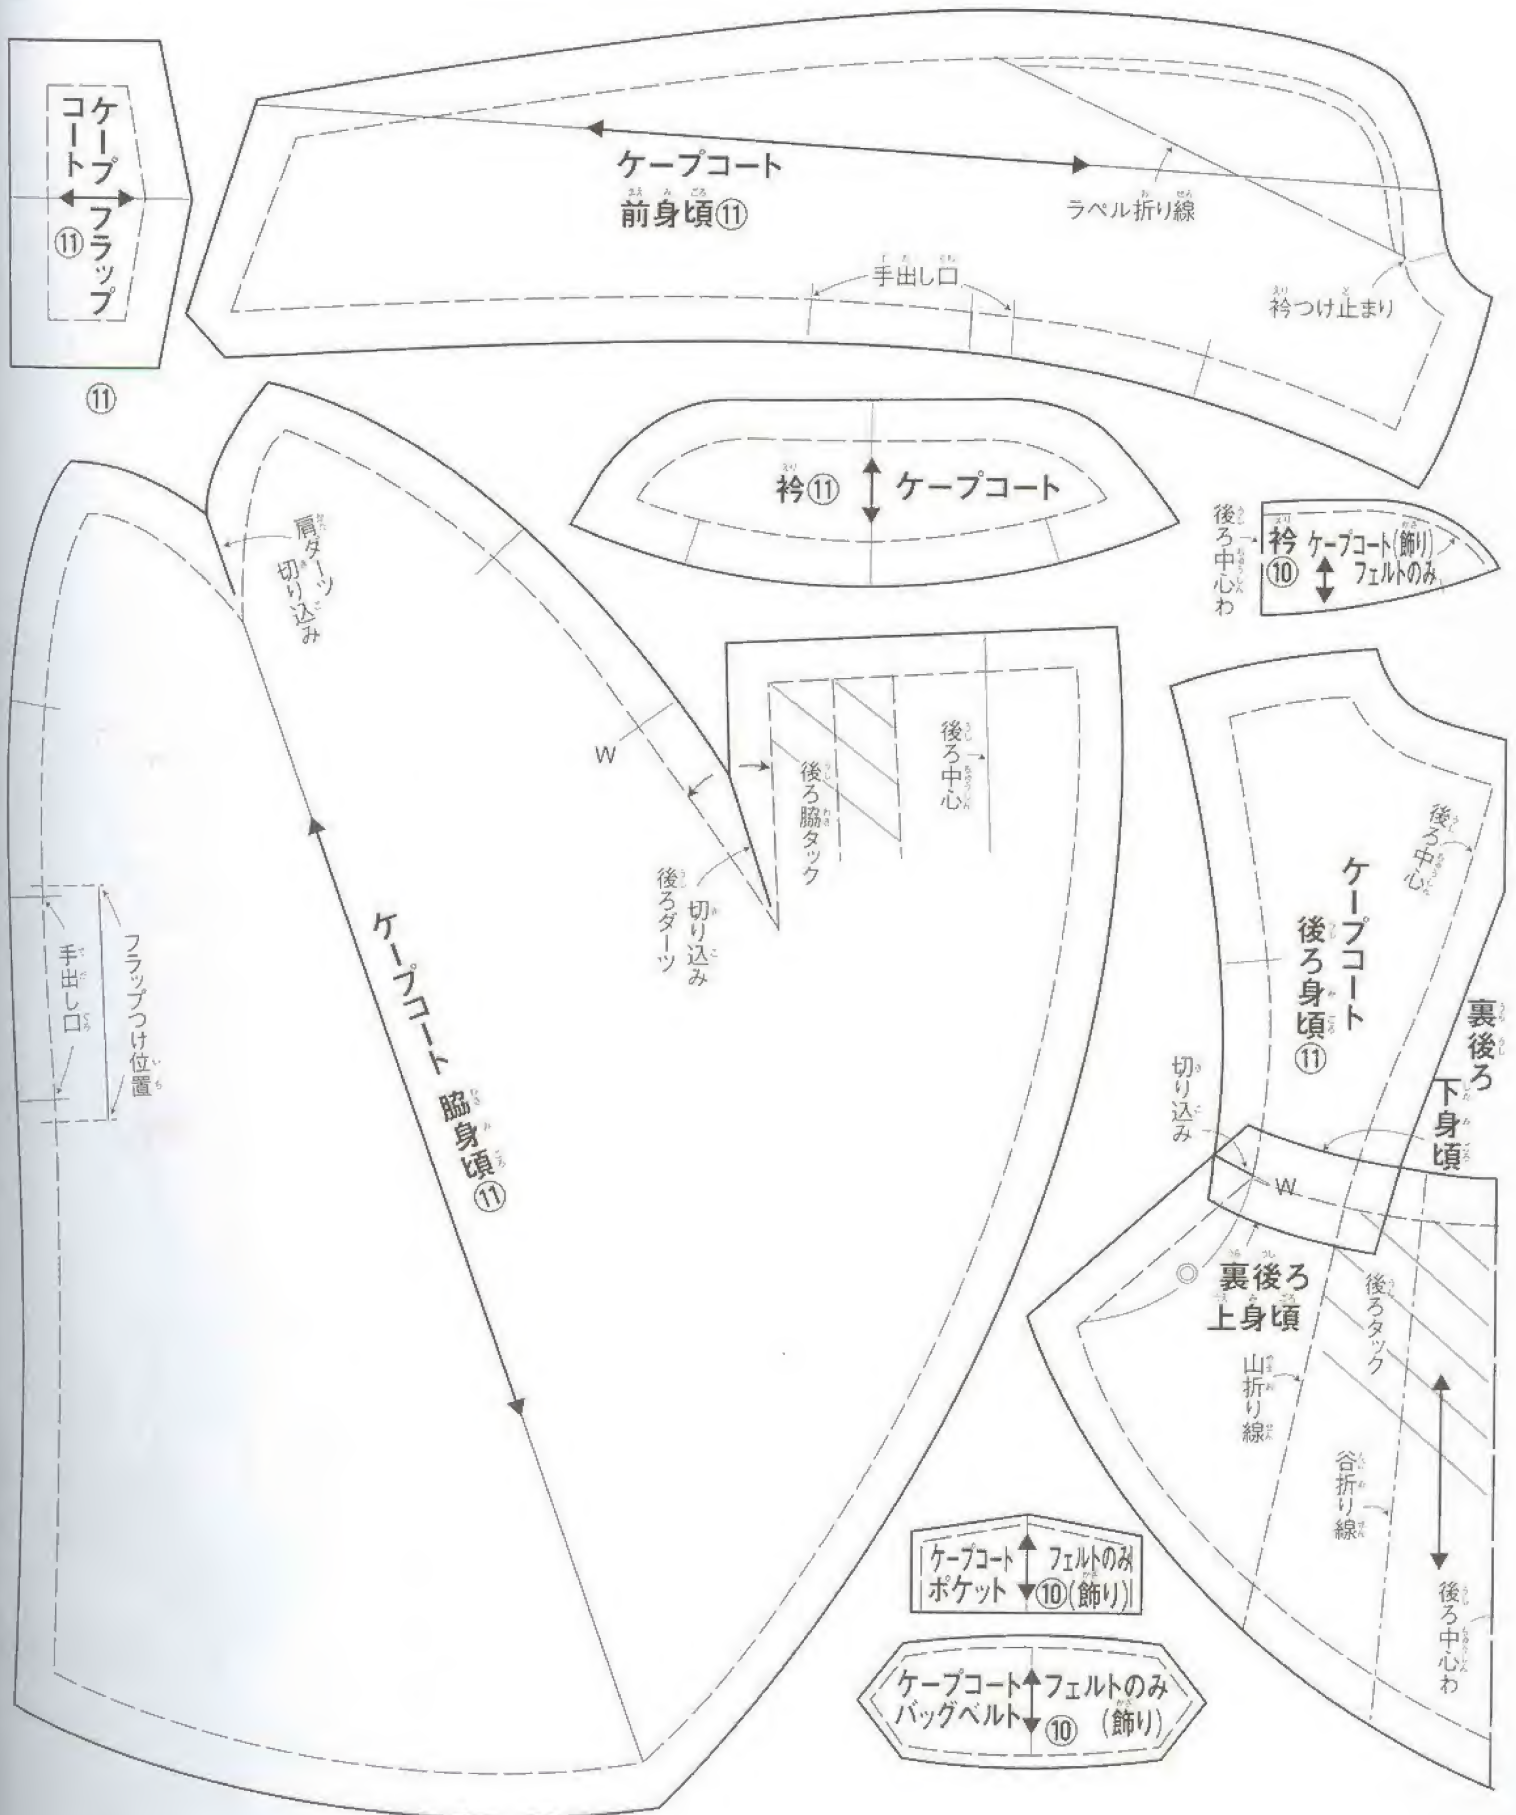 ケープ
コート
フラップ
⑪
⑪
ケープコート
前身頃⑪
ラペル折り線
手出し口
衿つけ止まり
衿⑪ ケープコート
後ろ中心わ
衿 ケープコート(飾り)
⑩ フェルトのみ
肩ダーツ
切り込み
W
後ろ脇タック
後ろ中心
切り込み
後ろダーツ
フラップつけ位置
手出し口
ケープコート 脇身頃⑪
後ろ中心
ケープコート
後ろ身頃⑪
裏後ろ
下身頃
切り込み
W
◎
裏後ろ
上身頃
後ろタック
山折り線
谷折り線
後ろ中心わ
ケープコート フェルトのみ
ポケット ⑩(飾り)
ケープコート フェルトのみ
バッグベルト ⑩ (飾り)